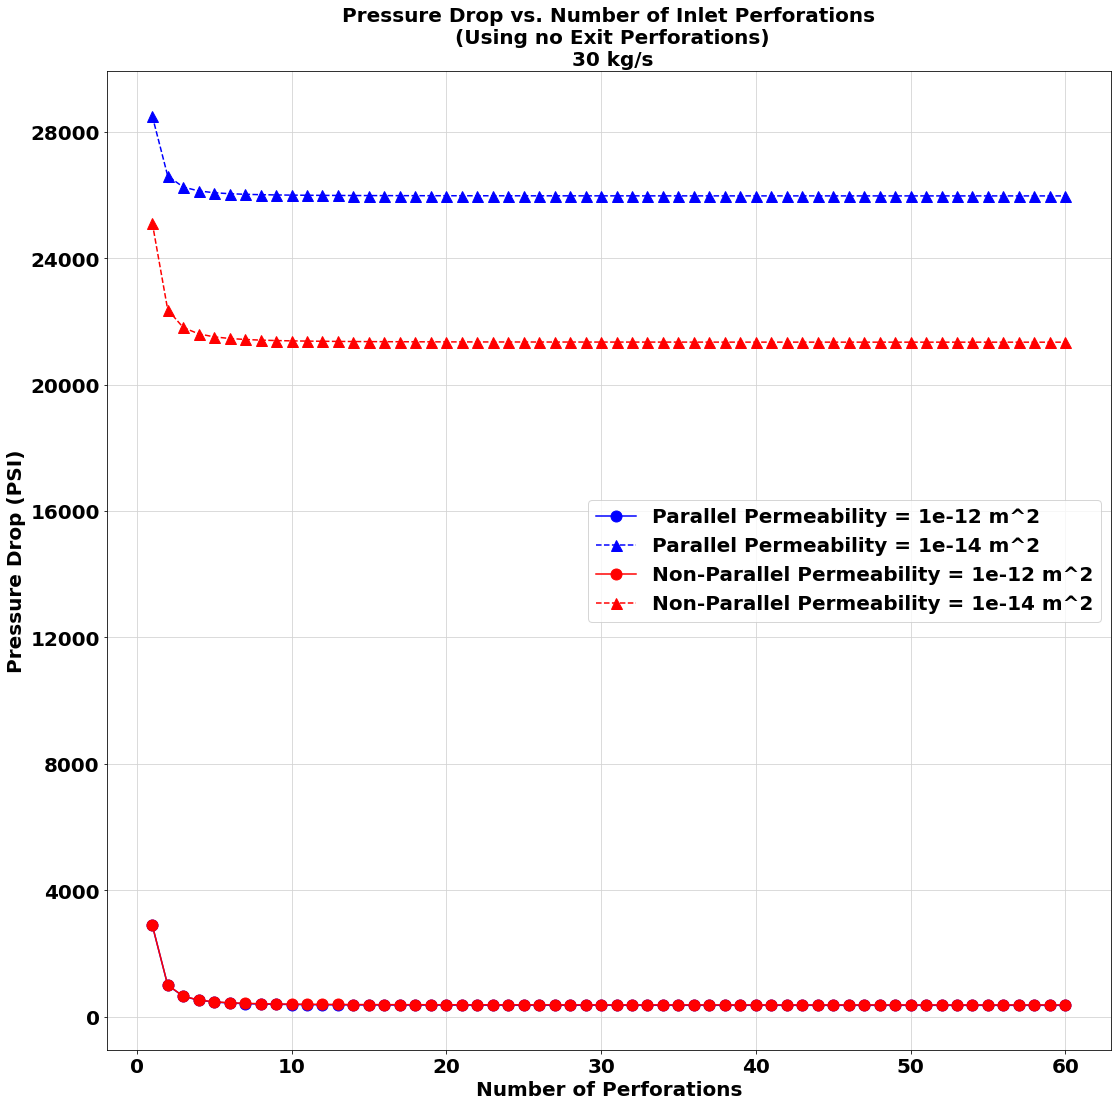 Pressure Drop vs. Number of Inlet Perforations
(Using no Exit Perforations)
30 kg/s
Pressure Drop (PSI)
28000
24000
20000
16000
12000
8000
4000
0
Parallel Permeability = 1e-12 m^2
Parallel Permeability = 1e-14 m^2
Non-Parallel Permeability = 1e-12 m^2
Non-Parallel Permeability = 1e-14 m^2
0 10 20 30 40 50 60
Number of Perforations